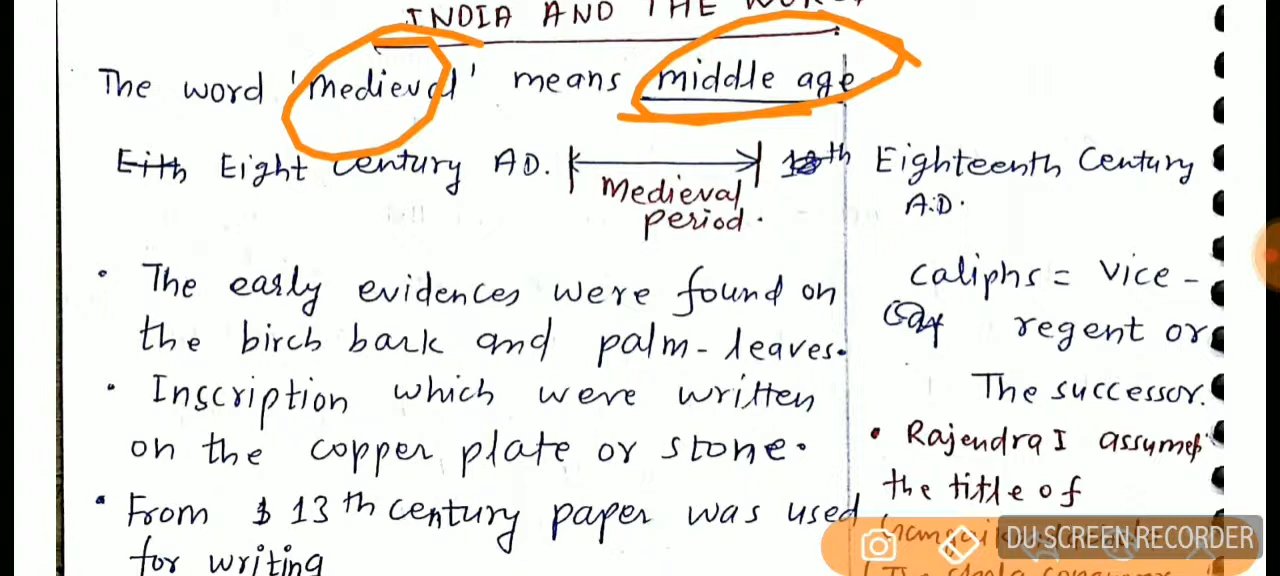 INDIA AND THE
The word 'medieval' means middle age
Eith Eight century AD. 18th Eighteenth Century
Medieval A.D.
period.
• The early evidences were found on
the birch bark and palm-leaves.
• Inscription which were written
on the copper plate or stone.
• From $ 13th century paper was used
for writing
caliphs = vice -
regent or
The successor.
• Rajendra I assumes
the title of
DU SCREEN RECORDER